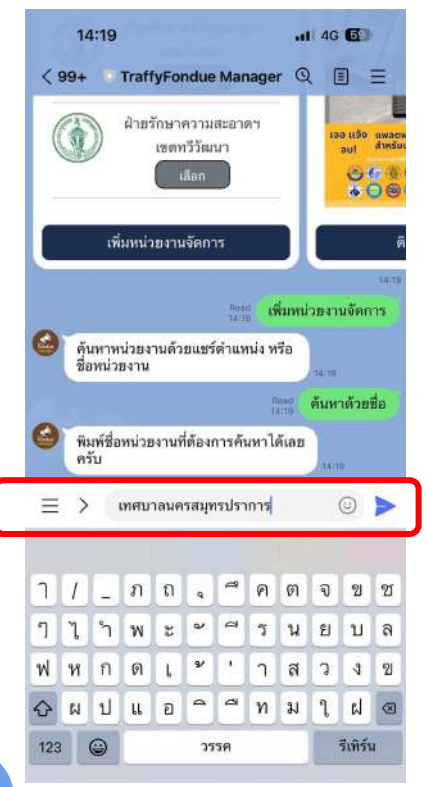 14:19
4G 59
99+ TraffyFondue Manager
ฝ่ายรักษาความสะอาดฯ
เขตทวีวัฒนา
เลือก
เพิ่มหน่วยงานจัดการ
เจอ แจ้ง
จบ!
ติ
14:19
Read
14:19
เพิ่มหน่วยงานจัดการ
ค้นหาหน่วยงานด้วยแชร์ตำแหน่ง หรือ
ชื่อหน่วยงาน
14:19
Read
14:19
ค้นหาด้วยชื่อ
พิมพ์ชื่อหน่วยงานที่ต้องการค้นหาได้เลย
ครับ
14:19
เทศบาลนครสมุทรปราการ
ๅ / _ ภ ถ ุ ึ ค ต จ ข ช
ๆ ไ ำ พ ะ ั ี ร น ย บ ล
ฟ ห ก ด เ ้ ่ า ส ว ง ฃ
ผ ป แ อ ิ ื ท ม ใ ฝ
123 วรรค รีเทิร์น